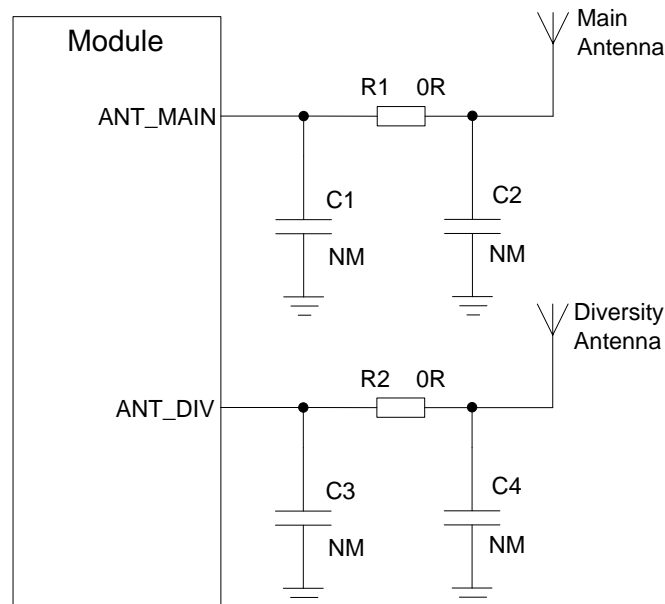 Module
Main
Antenna
R1 0R
ANT_MAIN
C1
C2
NM
NM
Diversity
Antenna
R2 0R
ANT_DIV
C3
C4
NM
NM